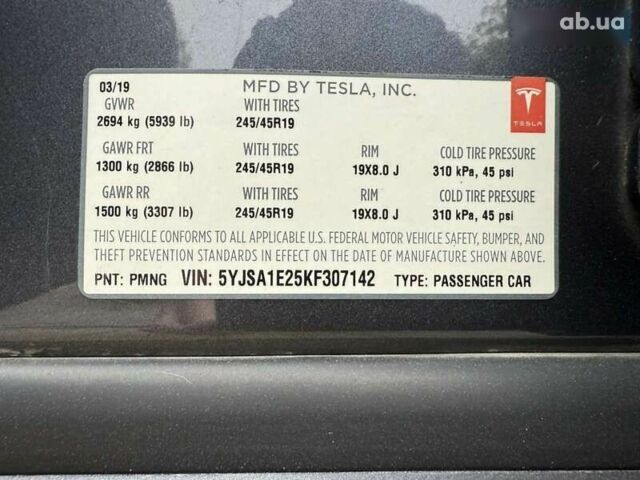 ab.ua
03/19 MFD BY TESLA, INC.
GVWR WITH TIRES
2694 kg (5939 lb) 245/45R19
TESLA
GAWR FRT WITH TIRES RIM COLD TIRE PRESSURE
1300 kg (2866 lb) 245/45R19 19X8.0 J 310 kPa, 45 psi
GAWR RR WITH TIRES RIM COLD TIRE PRESSURE
1500 kg (3307 lb) 245/45R19 19X8.0 J 310 kPa, 45 psi
THIS VEHICLE CONFORMS TO ALL APPLICABLE U.S. FEDERAL MOTOR VEHICLE SAFETY, BUMPER, AND
THEFT PREVENTION STANDARDS IN EFFECT ON THE DATE OF MANUFACTURE SHOWN ABOVE.
PNT: PMNG VIN: 5YJSA1E25KF307142 TYPE: PASSENGER CAR